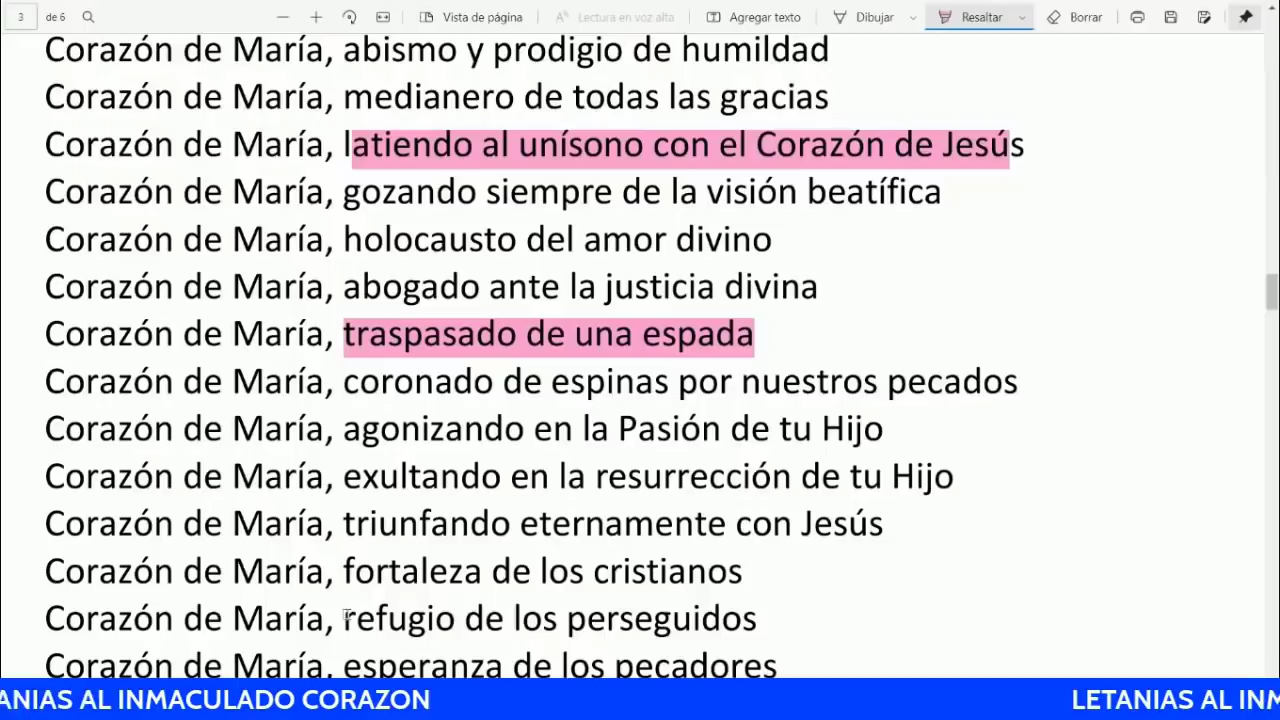 3 de 6 Vista de página Lectura en voz alta Agregar texto Dibujar Resaltar Borrar
Corazón de María, abismo y prodigio de humildad
Corazón de María, medianero de todas las gracias
Corazón de María, latiendo al unísono con el Corazón de Jesús
Corazón de María, gozando siempre de la visión beatífica
Corazón de María, holocausto del amor divino
Corazón de María, abogado ante la justicia divina
Corazón de María, traspasado de una espada
Corazón de María, coronado de espinas por nuestros pecados
Corazón de María, agonizando en la Pasión de tu Hijo
Corazón de María, exultando en la resurrección de tu Hijo
Corazón de María, triunfando eternamente con Jesús
Corazón de María, fortaleza de los cristianos
Corazón de María, refugio de los perseguidos
Corazón de María, esperanza de los pecadores
ANIAS AL INMACULADO CORAZON LETANIAS AL INM